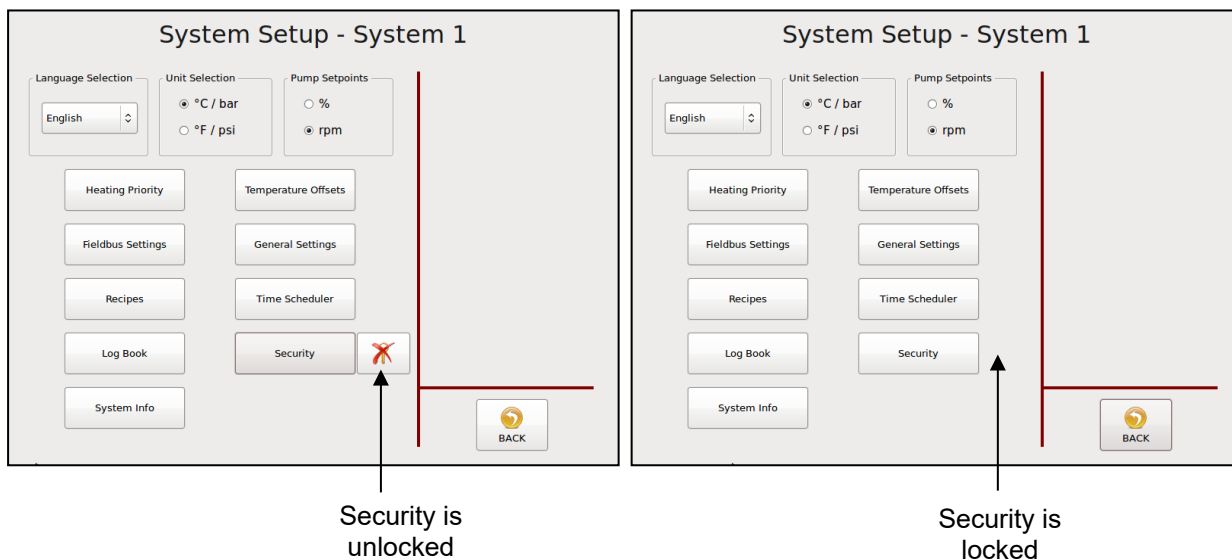 System Setup - System 1
Language Selection
Unit Selection
Pump Setpoints
English
°C / bar
°F / psi
%
rpm
Heating Priority
Temperature Offsets
Fieldbus Settings
General Settings
Recipes
Time Scheduler
Log Book
Security
System Info
BACK
Security is
unlocked
System Setup - System 1
Language Selection
Unit Selection
Pump Setpoints
English
°C / bar
°F / psi
%
rpm
Heating Priority
Temperature Offsets
Fieldbus Settings
General Settings
Recipes
Time Scheduler
Log Book
Security
System Info
BACK
Security is
locked